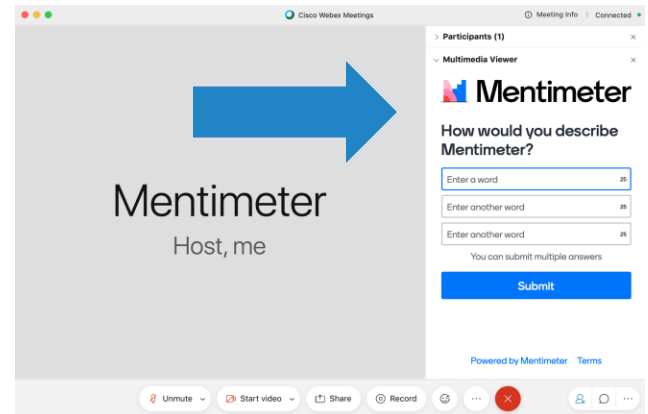 Cisco Webex Meetings
Meeting Info
Connected
Participants (1)
Multimedia Viewer
Mentimeter
How would you describe
Mentimeter?
Enter a word 25
Enter another word 25
Enter another word 25
You can submit multiple answers
Submit
Powered by Mentimeter Terms
Mentimeter
Host, me
Unmute
Start video
Share
Record